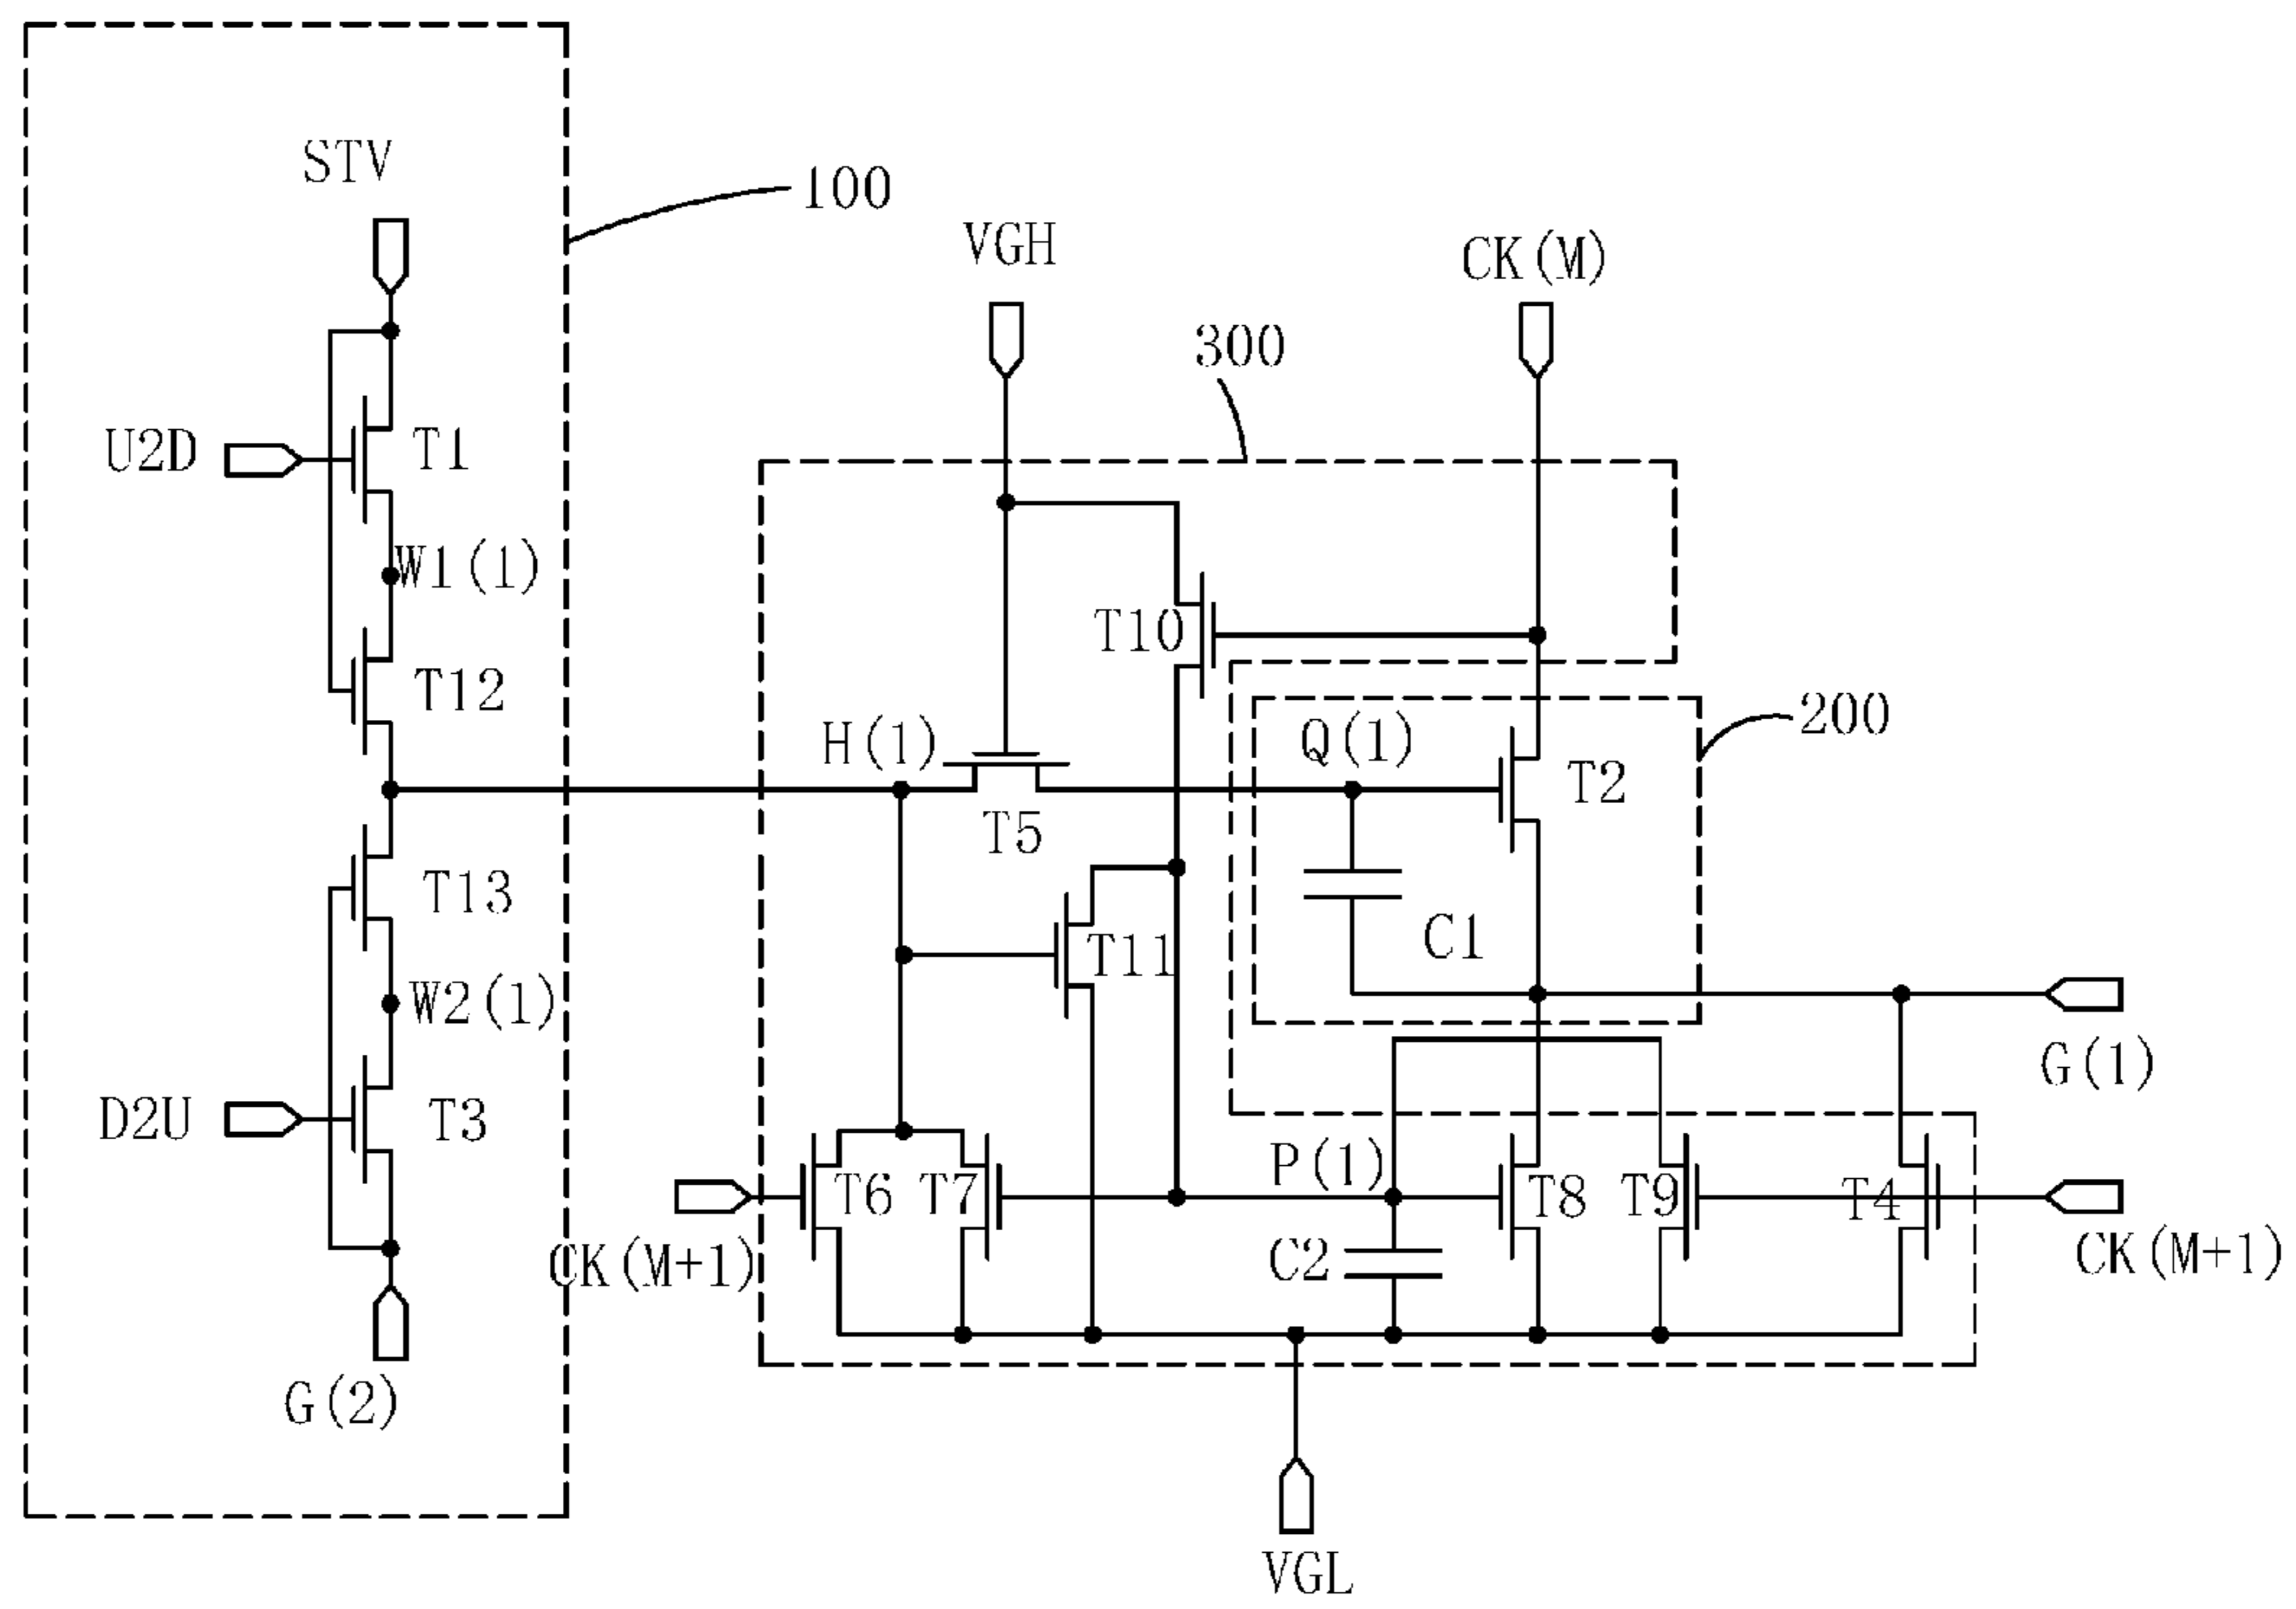 STV
100
VGH
CK(M)
300
U2D
T1
W1(1)
T10
T12
H(1)
Q(1)
200
T2
T5
T13
T11
C1
W2(1)
G(1)
D2U
T3
P(1)
T6
T7
T8
T9
T4
CK(M+1)
C2
CK(M+1)
G(2)
VGL